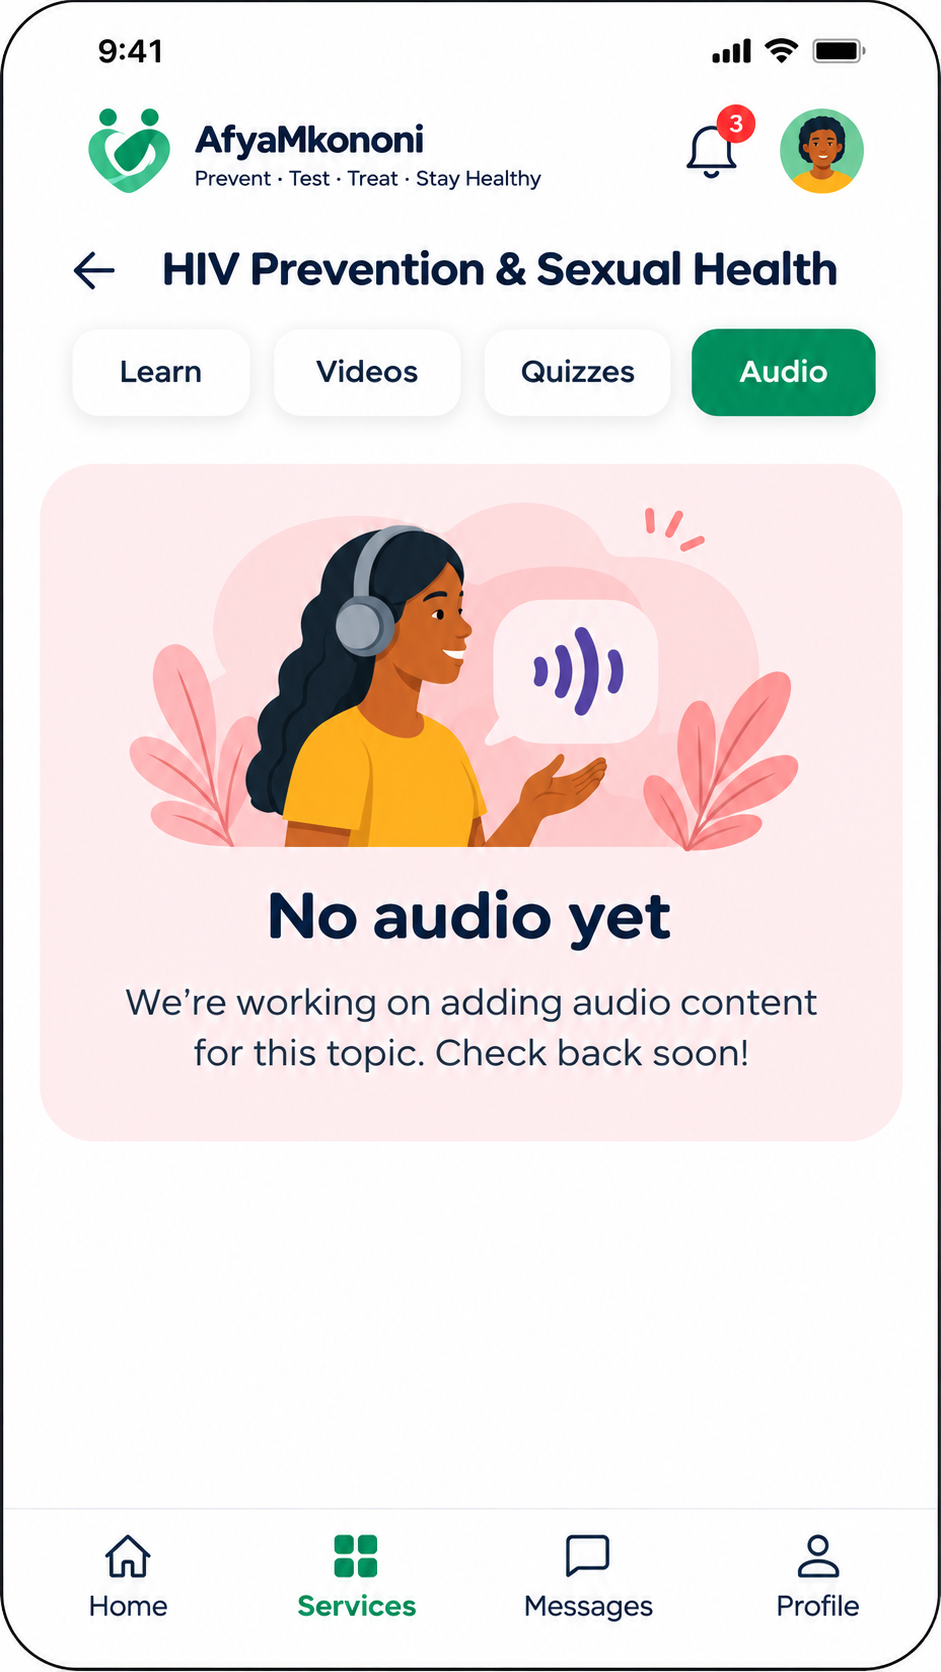 9:41
AfyaMkononi
3
Prevent · Test · Treat · Stay Healthy
HIV Prevention & Sexual Health
Learn
Videos
Quizzes
Audio
No audio yet
We’re working on adding audio content
for this topic. Check back soon!
Home
Services
Messages
Profile